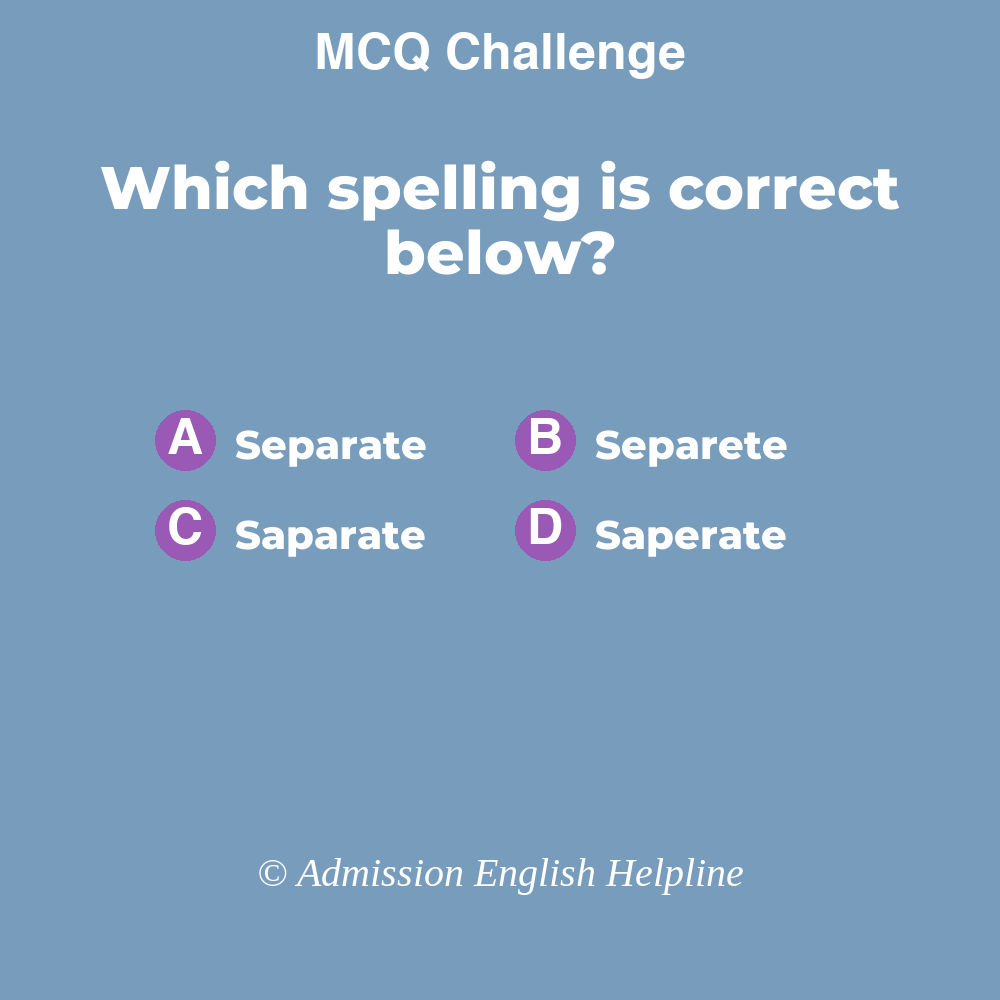 MCQ Challenge
Which spelling is correct
below?
A Separate B Separete
C Saparate D Saperate
© Admission English Helpline